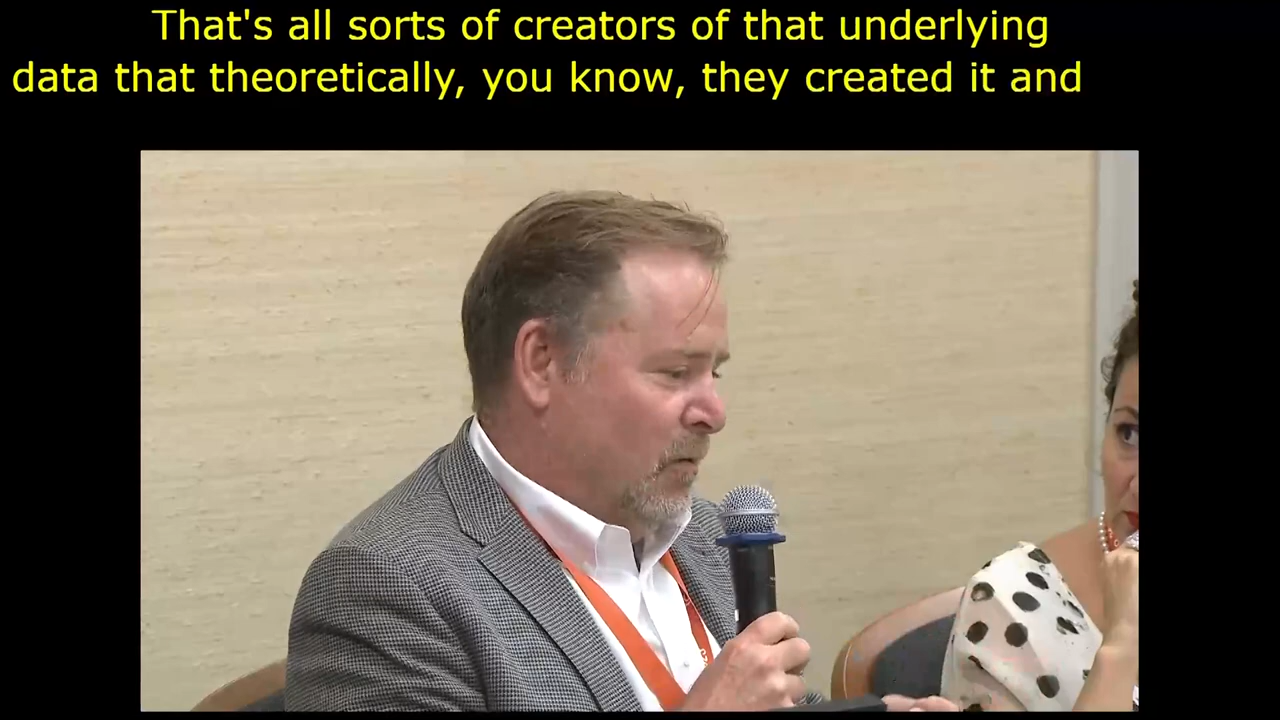 That's all sorts of creators of that underlying
data that theoretically, you know, they created it and